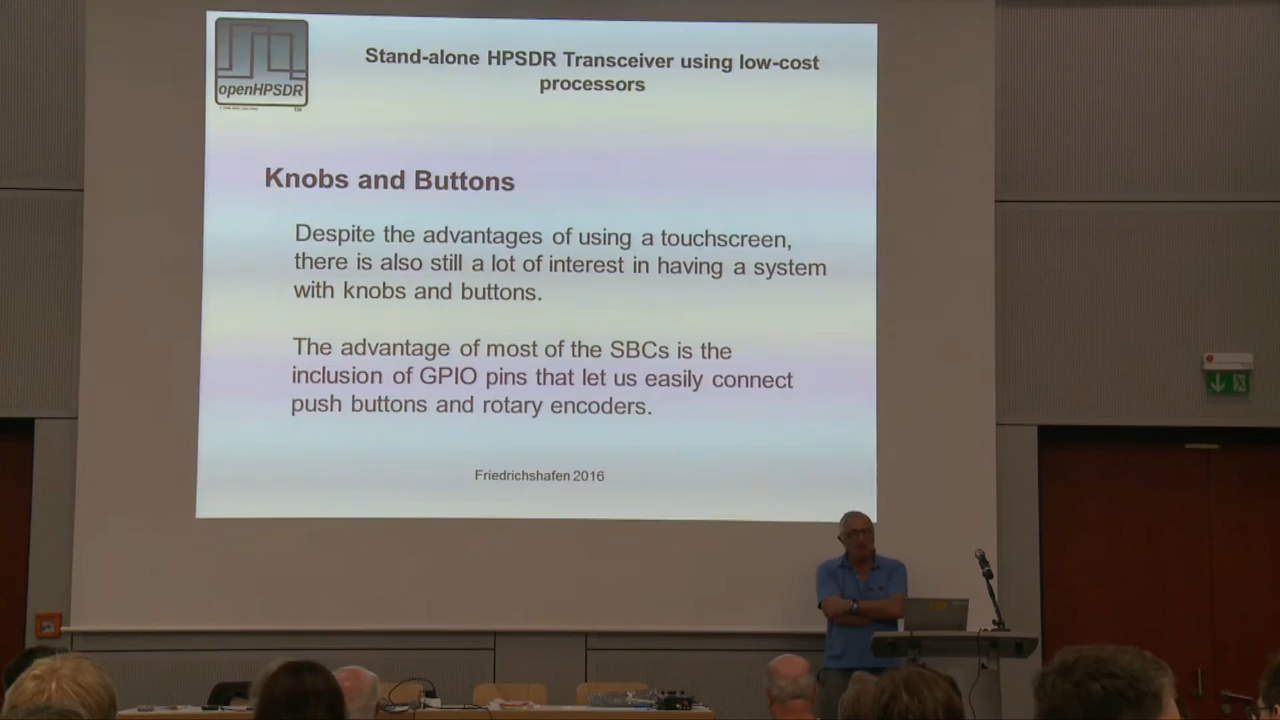 openHPSDR
TM
Stand-alone HPSDR Transceiver using low-cost
processors
Knobs and Buttons
Despite the advantages of using a touchscreen,
there is also still a lot of interest in having a system
with knobs and buttons.
The advantage of most of the SBCs is the
inclusion of GPIO pins that let us easily connect
push buttons and rotary encoders.
Friedrichshafen 2016